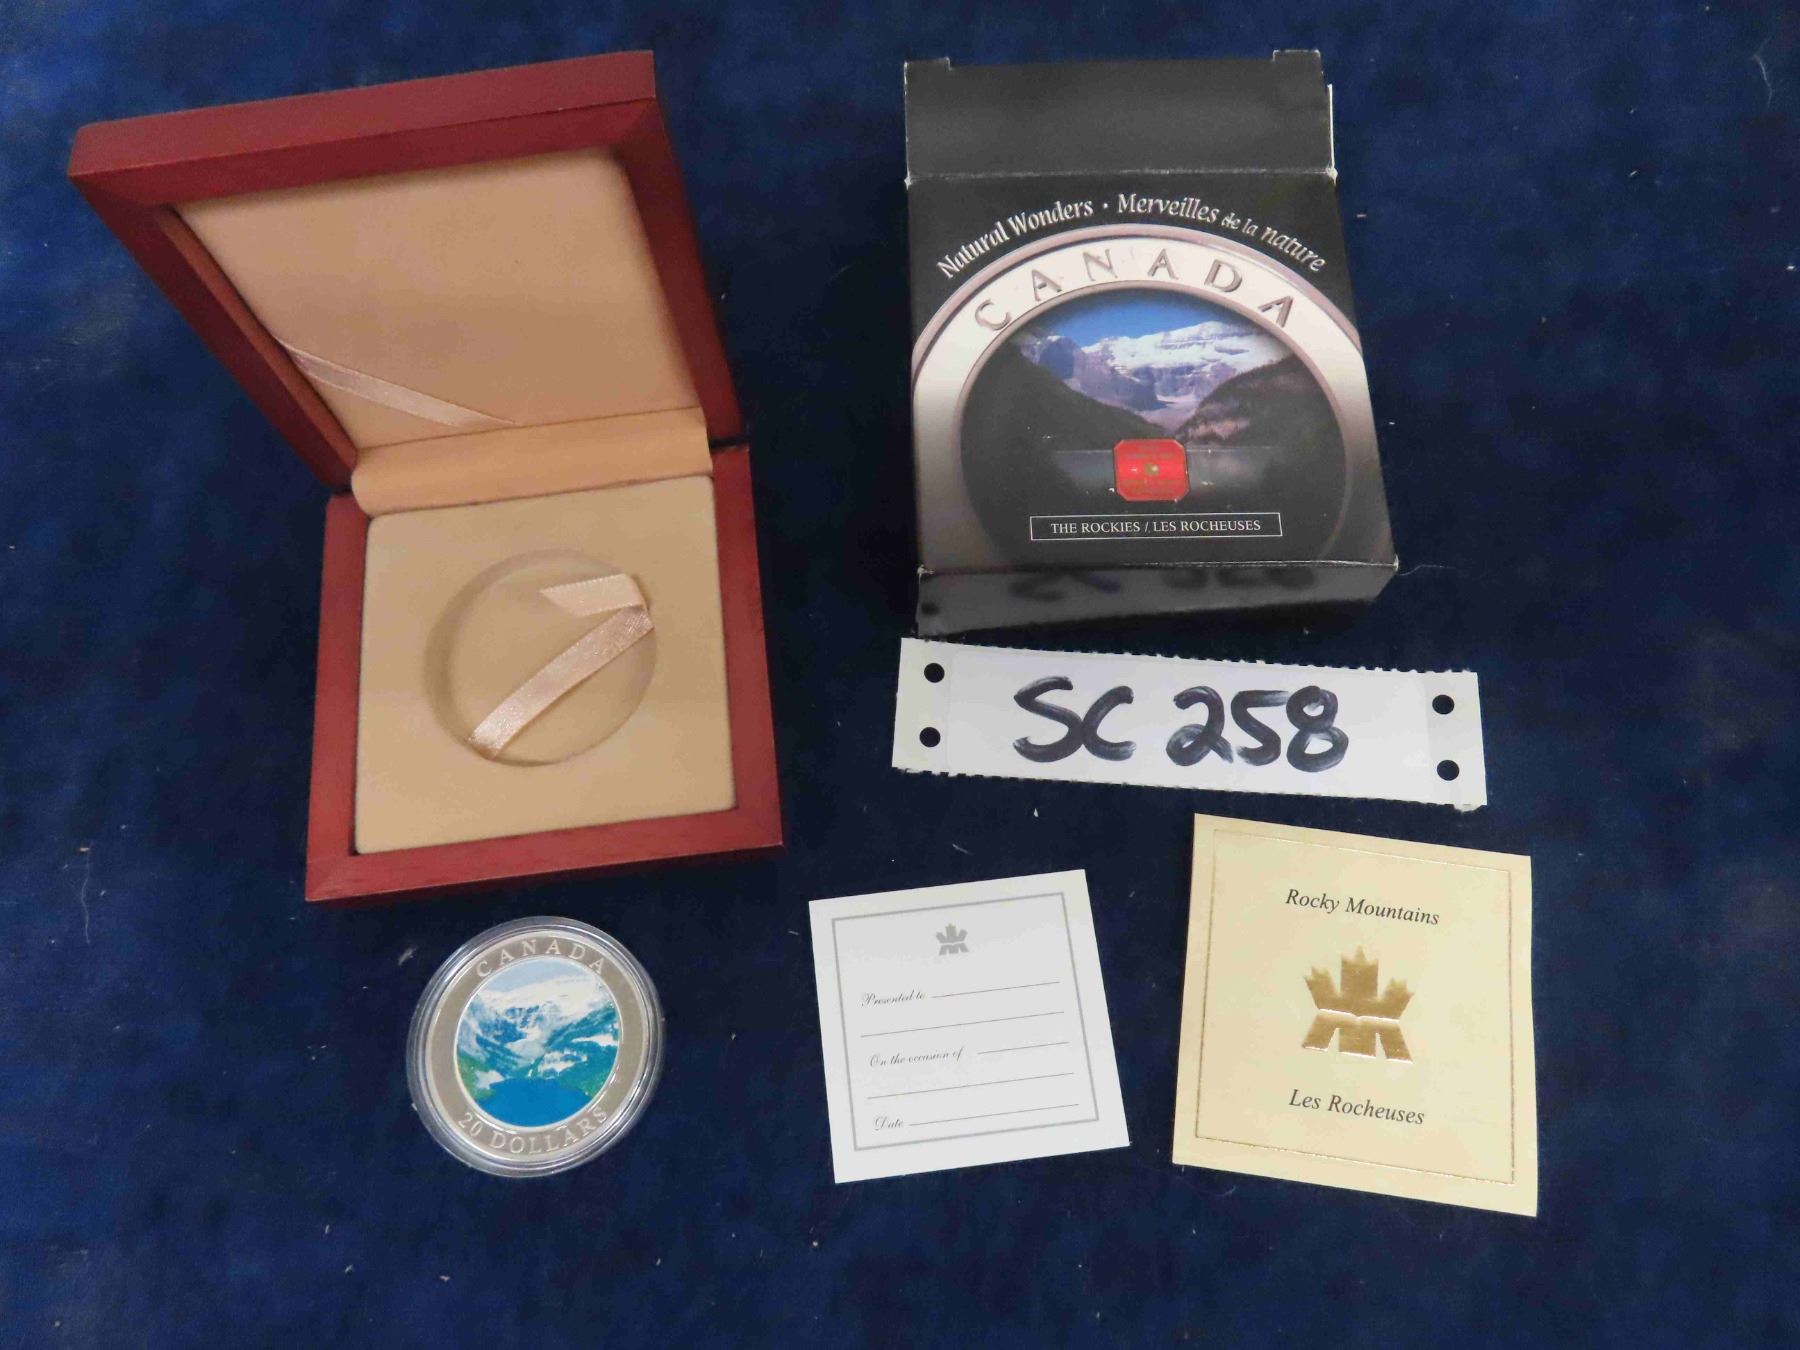 Natural Wonders · Merveilles de la nature
CANADA
THE ROCKIES / LES ROCHEUSES
SC 258
CANADA
20 DOLLARS
Presented to
On the occasion of
Date
Rocky Mountains
Les Rocheuses